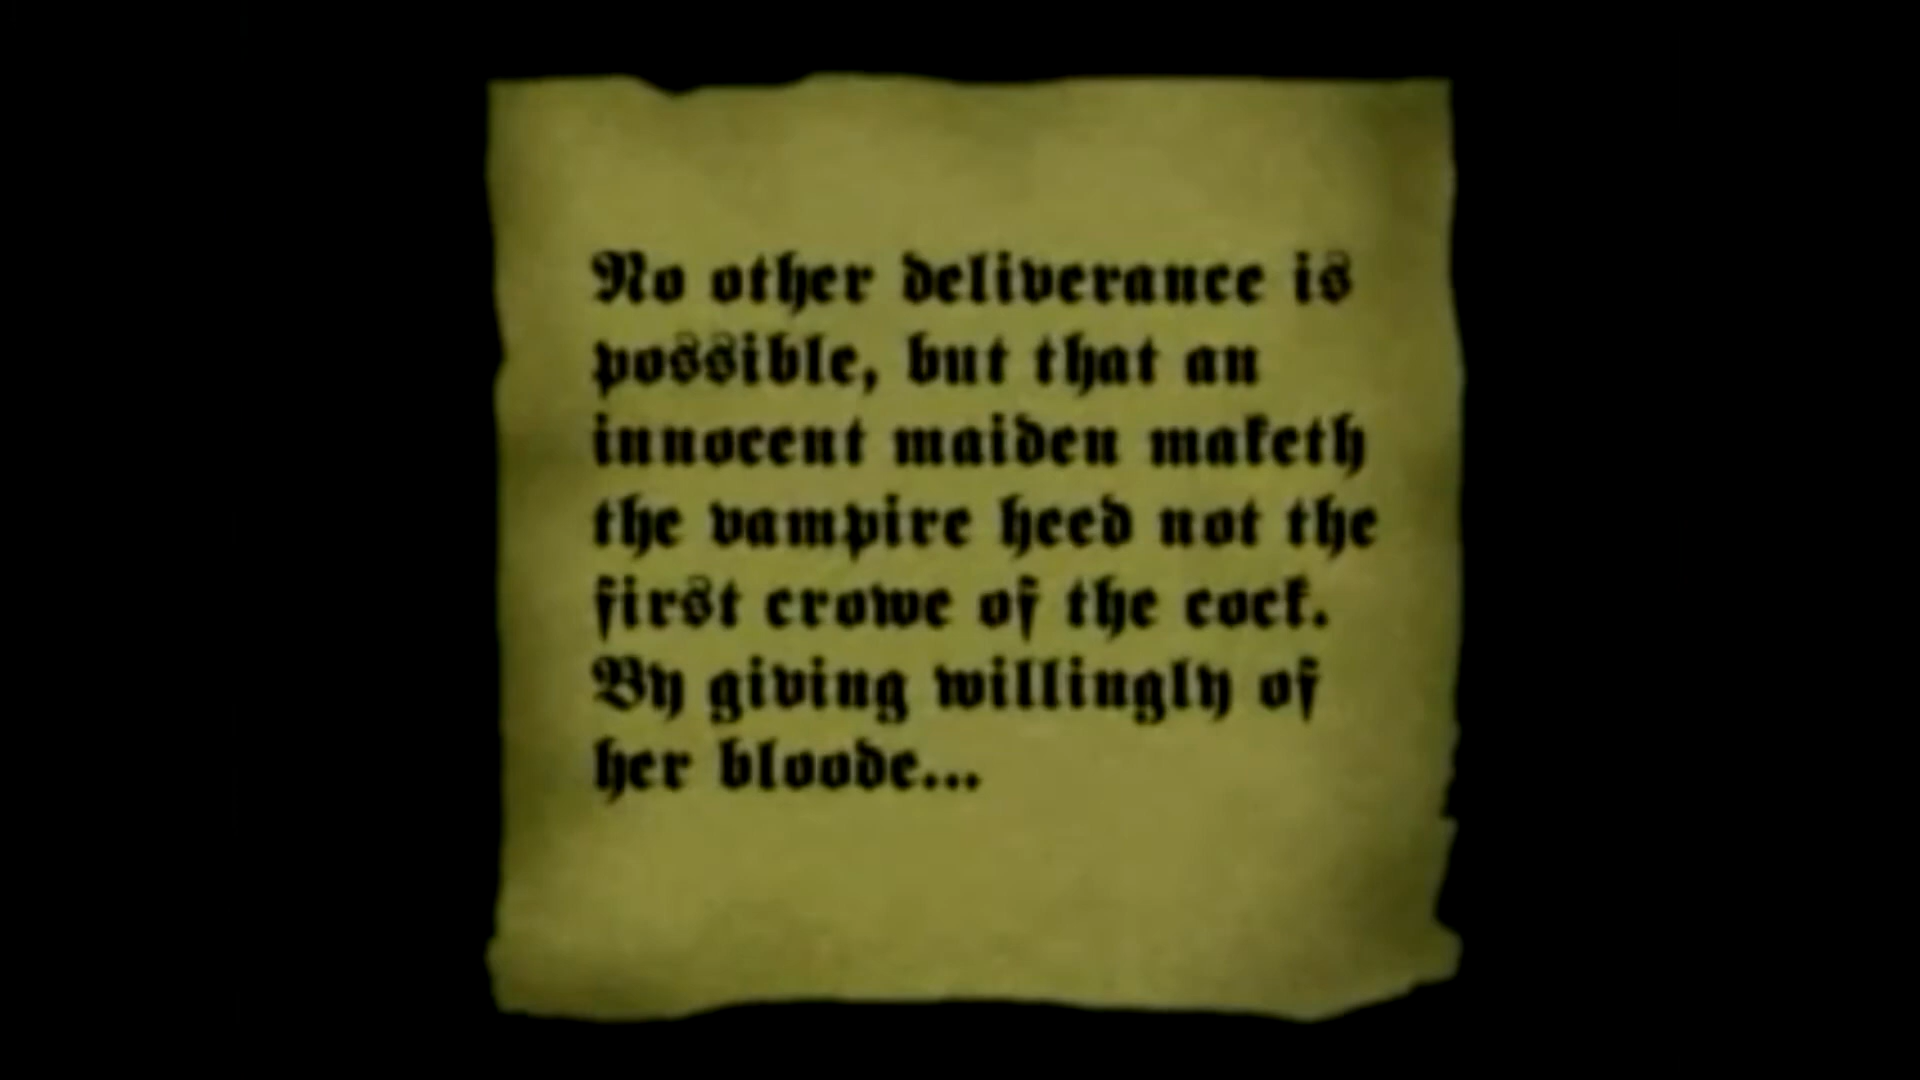 No other deliverance is
possible, but that an
innocent maiden maketh
the vampire heed not the
first crowe of the cock.
By giving willingly of
her bloode...